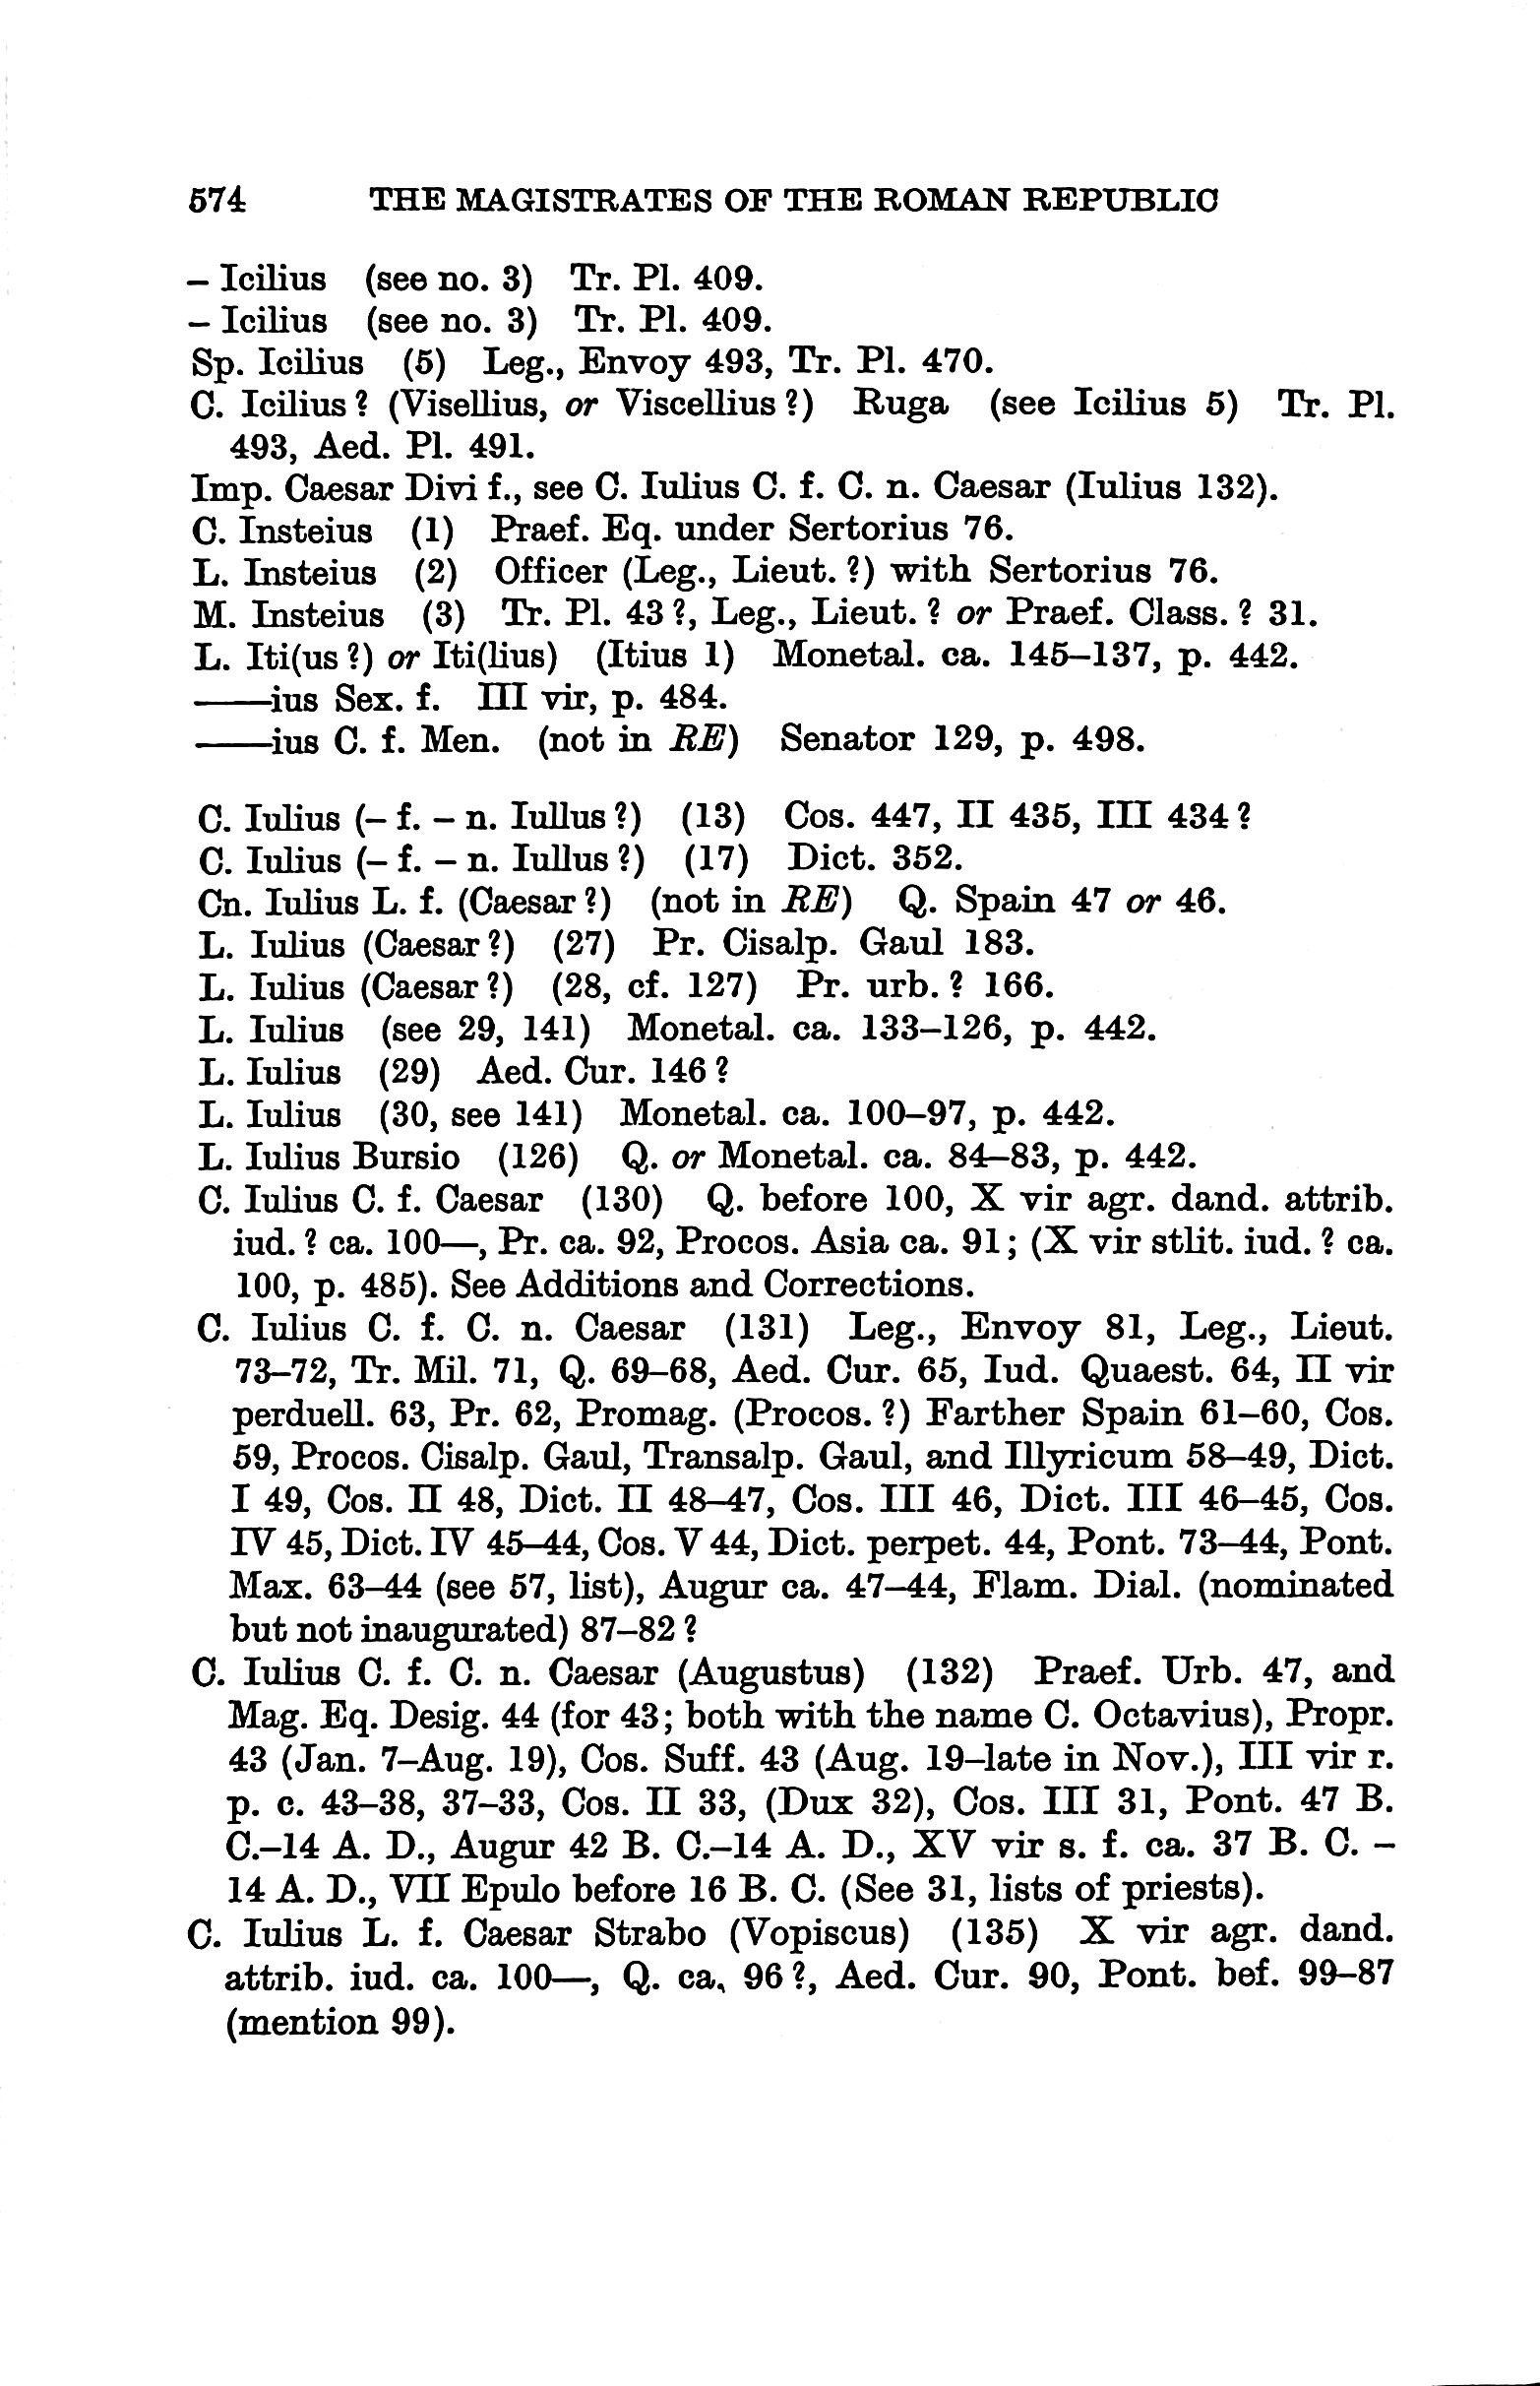 574 THE MAGISTRATES OF THE ROMAN REPUBLIC
– Icilius (see no. 3) Tr. Pl. 409.
– Icilius (see no. 3) Tr. Pl. 409.
Sp. Icilius (5) Leg., Envoy 493, Tr. Pl. 470.
C. Icilius? (Visellius, or Viscellius?) Ruga (see Icilius 5) Tr. Pl.
493, Aed. Pl. 491.
Imp. Caesar Divi f., see C. Iulius C. f. C. n. Caesar (Iulius 132).
C. Insteius (1) Praef. Eq. under Sertorius 76.
L. Insteius (2) Officer (Leg., Lieut.?) with Sertorius 76.
M. Insteius (3) Tr. Pl. 43?, Leg., Lieut.? or Praef. Class.? 31.
L. Iti(us?) or Iti(lius) (Itius 1) Monetal. ca. 145–137, p. 442.
——ius Sex. f. III vir, p. 484.
——ius C. f. Men. (not in RE) Senator 129, p. 498.
C. Iulius (– f. – n. Iullus?) (13) Cos. 447, II 435, III 434?
C. Iulius (– f. – n. Iullus?) (17) Dict. 352.
Cn. Iulius L. f. (Caesar?) (not in RE) Q. Spain 47 or 46.
L. Iulius (Caesar?) (27) Pr. Cisalp. Gaul 183.
L. Iulius (Caesar?) (28, cf. 127) Pr. urb.? 166.
L. Iulius (see 29, 141) Monetal. ca. 133–126, p. 442.
L. Iulius (29) Aed. Cur. 146?
L. Iulius (30, see 141) Monetal. ca. 100–97, p. 442.
L. Iulius Bursio (126) Q. or Monetal. ca. 84–83, p. 442.
C. Iulius C. f. Caesar (130) Q. before 100, X vir agr. dand. attrib.
iud.? ca. 100—, Pr. ca. 92, Procos. Asia ca. 91; (X vir stlit. iud.? ca.
100, p. 485). See Additions and Corrections.
C. Iulius C. f. C. n. Caesar (131) Leg., Envoy 81, Leg., Lieut.
73–72, Tr. Mil. 71, Q. 69–68, Aed. Cur. 65, Iud. Quaest. 64, II vir
perduell. 63, Pr. 62, Promag. (Procos.?) Farther Spain 61–60, Cos.
59, Procos. Cisalp. Gaul, Transalp. Gaul, and Illyricum 58–49, Dict.
I 49, Cos. II 48, Dict. II 48–47, Cos. III 46, Dict. III 46–45, Cos.
IV 45, Dict. IV 45–44, Cos. V 44, Dict. perpet. 44, Pont. 73–44, Pont.
Max. 63–44 (see 57, list), Augur ca. 47–44, Flam. Dial. (nominated
but not inaugurated) 87–82?
C. Iulius C. f. C. n. Caesar (Augustus) (132) Praef. Urb. 47, and
Mag. Eq. Desig. 44 (for 43; both with the name C. Octavius), Propr.
43 (Jan. 7–Aug. 19), Cos. Suff. 43 (Aug. 19–late in Nov.), III vir r.
p. c. 43–38, 37–33, Cos. II 33, (Dux 32), Cos. III 31, Pont. 47 B.
C.–14 A. D., Augur 42 B. C.–14 A. D., XV vir s. f. ca. 37 B. C. –
14 A. D., VII Epulo before 16 B. C. (See 31, lists of priests).
C. Iulius L. f. Caesar Strabo (Vopiscus) (135) X vir agr. dand.
attrib. iud. ca. 100—, Q. ca. 96?, Aed. Cur. 90, Pont. bef. 99–87
(mention 99).